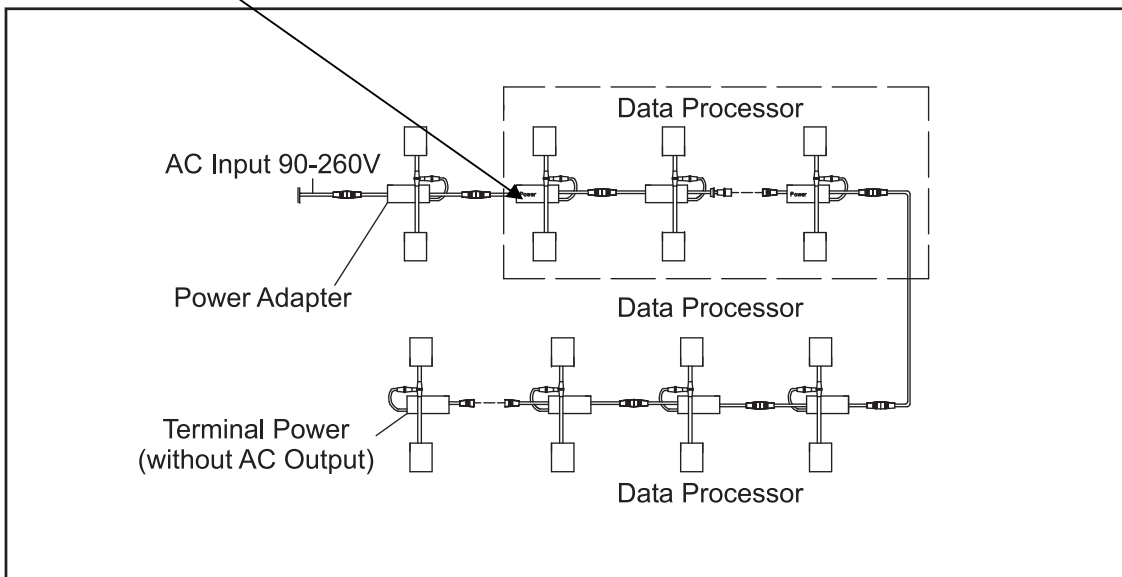 Data Processor
AC Input 90-260V
Power
Power
Power Adapter
Data Processor
Terminal Power
(without AC Output)
Data Processor